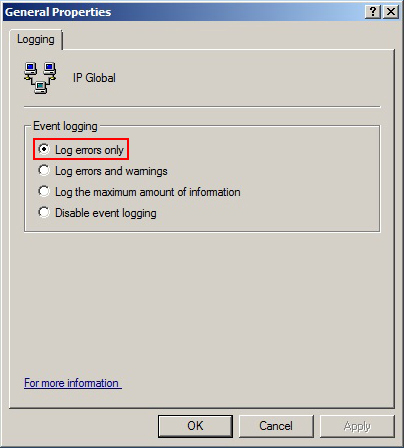 General Properties
Logging
IP Global
Event logging
Log errors only
Log errors and warnings
Log the maximum amount of information
Disable event logging
For more information
OK
Cancel
Apply